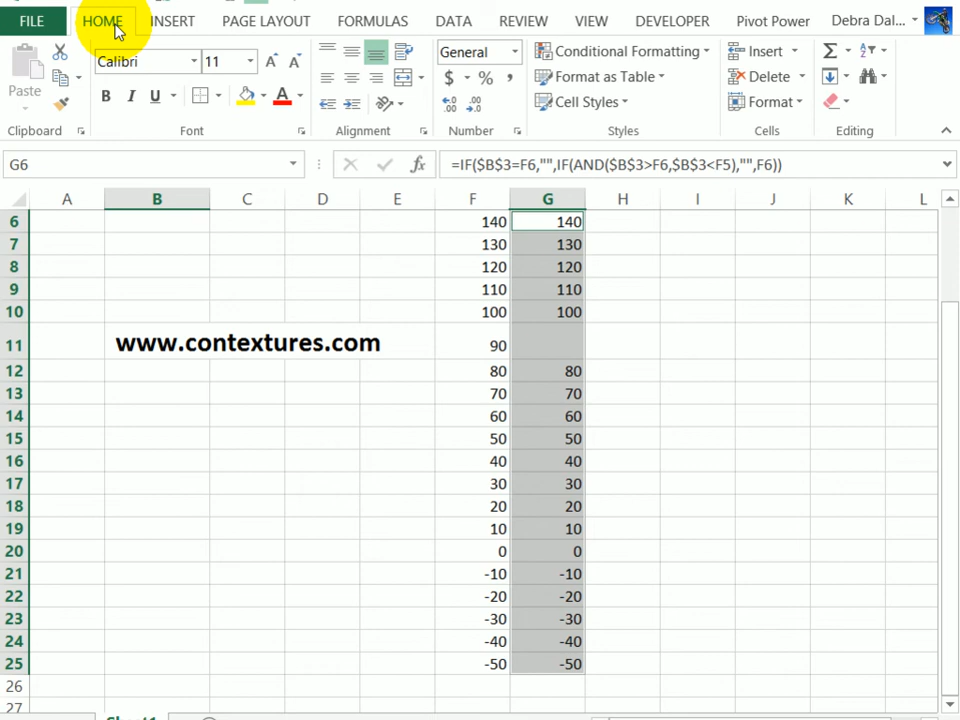 FILE HOME INSERT PAGE LAYOUT FORMULAS DATA REVIEW VIEW DEVELOPER Pivot Power Debra Dal...
Paste Calibri 11 A A General Conditional Formatting Insert Σ
$ % , Format as Table Delete
B I U A Cell Styles Format
Clipboard Font Alignment Number Styles Cells Editing
G6 fx =IF($B$3=F6,"",IF(AND($B$3>F6,$B$3<F5),"",F6))
A B C D E F G H I J K L
6 140 140
7 130 130
8 120 120
9 110 110
10 100 100
11 www.contextures.com 90
12 80 80
13 70 70
14 60 60
15 50 50
16 40 40
17 30 30
18 20 20
19 10 10
20 0 0
21 -10 -10
22 -20 -20
23 -30 -30
24 -40 -40
25 -50 -50
26
27
Sheet1